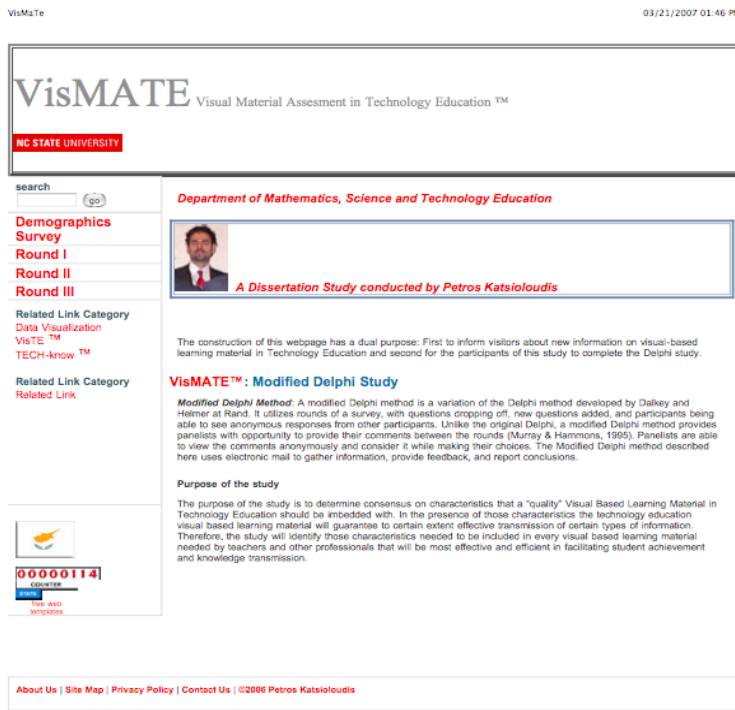 VisMaTe
03/21/2007 01:46 P
VisMATE Visual Material Assesment in Technology Education ™
NC STATE UNIVERSITY
search
go
Demographics
Survey
Round I
Round II
Round III
Related Link Category
Data Visualization
VisTE ™
TECH-know ™
Related Link Category
Related Link
00000114
COUNTER
STATS
free web
templates
Department of Mathematics, Science and Technology Education
A Dissertation Study conducted by Petros Katsioloudis
The construction of this webpage has a dual purpose: First to inform visitors about new information on visual-based
learning material in Technology Education and second for the participants of this study to complete the Delphi study.
VisMATE™: Modified Delphi Study
Modified Delphi Method: A modified Delphi method is a variation of the Delphi method developed by Dalkey and
Helmer at Rand. It utilizes rounds of a survey, with questions dropping off, new questions added, and participants being
able to see anonymous responses from other participants. Unlike the original Delphi, a modified Delphi method provides
panelists with opportunity to provide their comments between the rounds (Murray & Hammons, 1995). Panelists are able
to view the comments anonymously and consider it while making their choices. The Modified Delphi method described
here uses electronic mail to gather information, provide feedback, and report conclusions.
Purpose of the study
The purpose of the study is to determine consensus on characteristics that a "quality" Visual Based Learning Material in
Technology Education should be imbedded with. In the presence of those characteristics the technology education
visual based learning material will guarantee to certain extent effective transmission of certain types of information.
Therefore, the study will identify those characteristics needed to be included in every visual based learning material
needed by teachers and other professionals that will be most effective and efficient in facilitating student achievement
and knowledge transmission.
About Us | Site Map | Privacy Policy | Contact Us | ©2006 Petros Katsioloudis